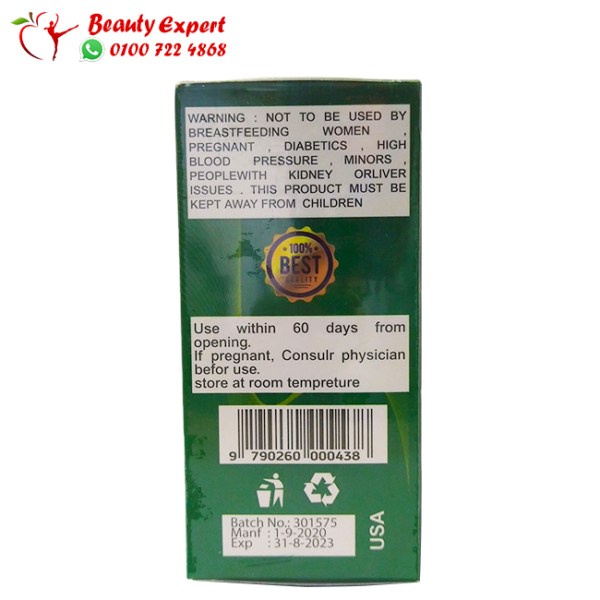 Beauty Expert
0100 722 4868
WARNING : NOT TO BE USED BY
BREASTFEEDING WOMEN ,
PREGNANT , DIABETICS , HIGH
BLOOD PRESSURE , MINORS ,
PEOPLEWITH KIDNEY ORLIVER
ISSUES . THIS PRODUCT MUST BE
KEPT AWAY FROM CHILDREN
100%
BEST
QUALITY
Use within 60 days from
opening.
If pregnant, Consulr physician
befor use.
store at room tempreture
9 790260 000438
Batch No.: 301575
Manf : 1-9-2020
Exp : 31-8-2023
USA